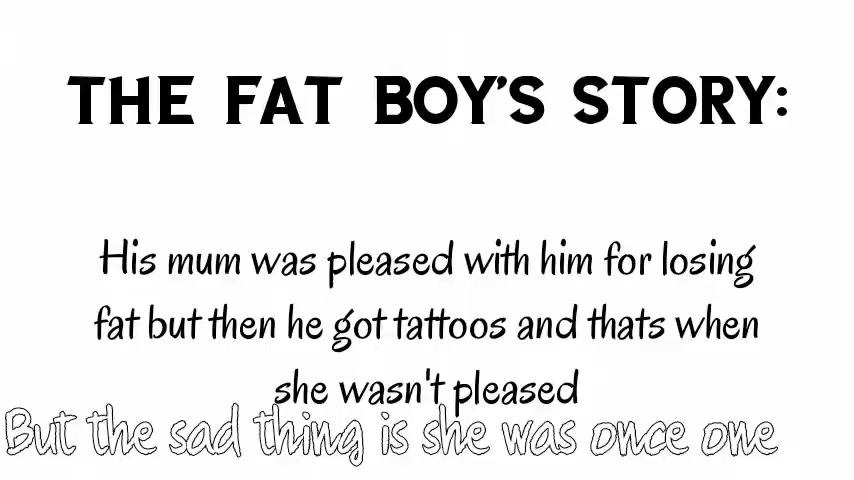 THE FAT BOY'S STORY:
His mum was pleased with him for losing
fat but then he got tattoos and thats when
she wasn't pleased
But the sad thing is she was once one